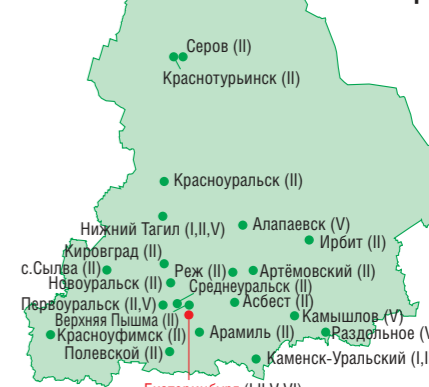 Серов (II)
Краснотурьинск (II)
Красноуральск (II)
Нижний Тагил (I,II,V)
Алапаевск (V)
Ирбит (II)
Кировград (II)
с.Сылва (II)
Реж (II)
Артёмовский (II)
Новоуральск (II)
Среднеуральск (II)
Первоуральск (II,V)
Асбест (II)
Верхняя Пышма (II)
Камышлов (V)
Красноуфимск (II)
Арамиль (II)
Раздельное (V
Полевской (II)
Каменск-Уральский (I,I